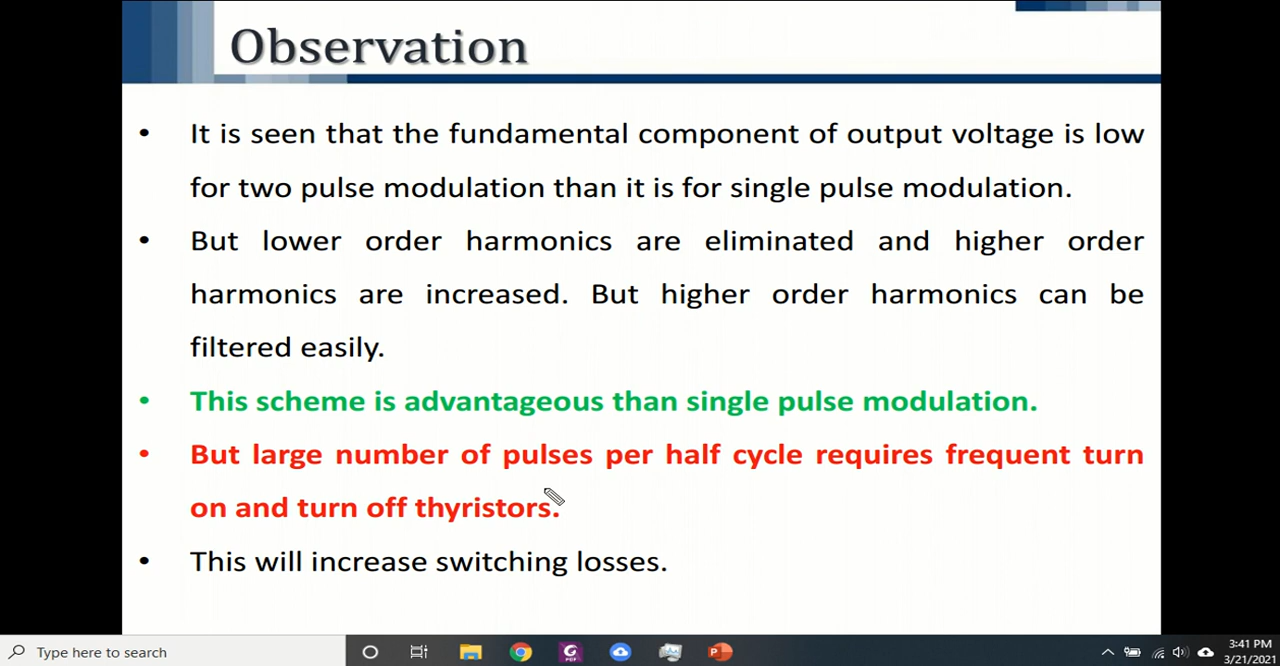 Observation
• It is seen that the fundamental component of output voltage is low
for two pulse modulation than it is for single pulse modulation.
• But lower order harmonics are eliminated and higher order
harmonics are increased. But higher order harmonics can be
filtered easily.
• This scheme is advantageous than single pulse modulation.
• But large number of pulses per half cycle requires frequent turn
on and turn off thyristors.
• This will increase switching losses.
Type here to search
3:41 PM
3/21/2021